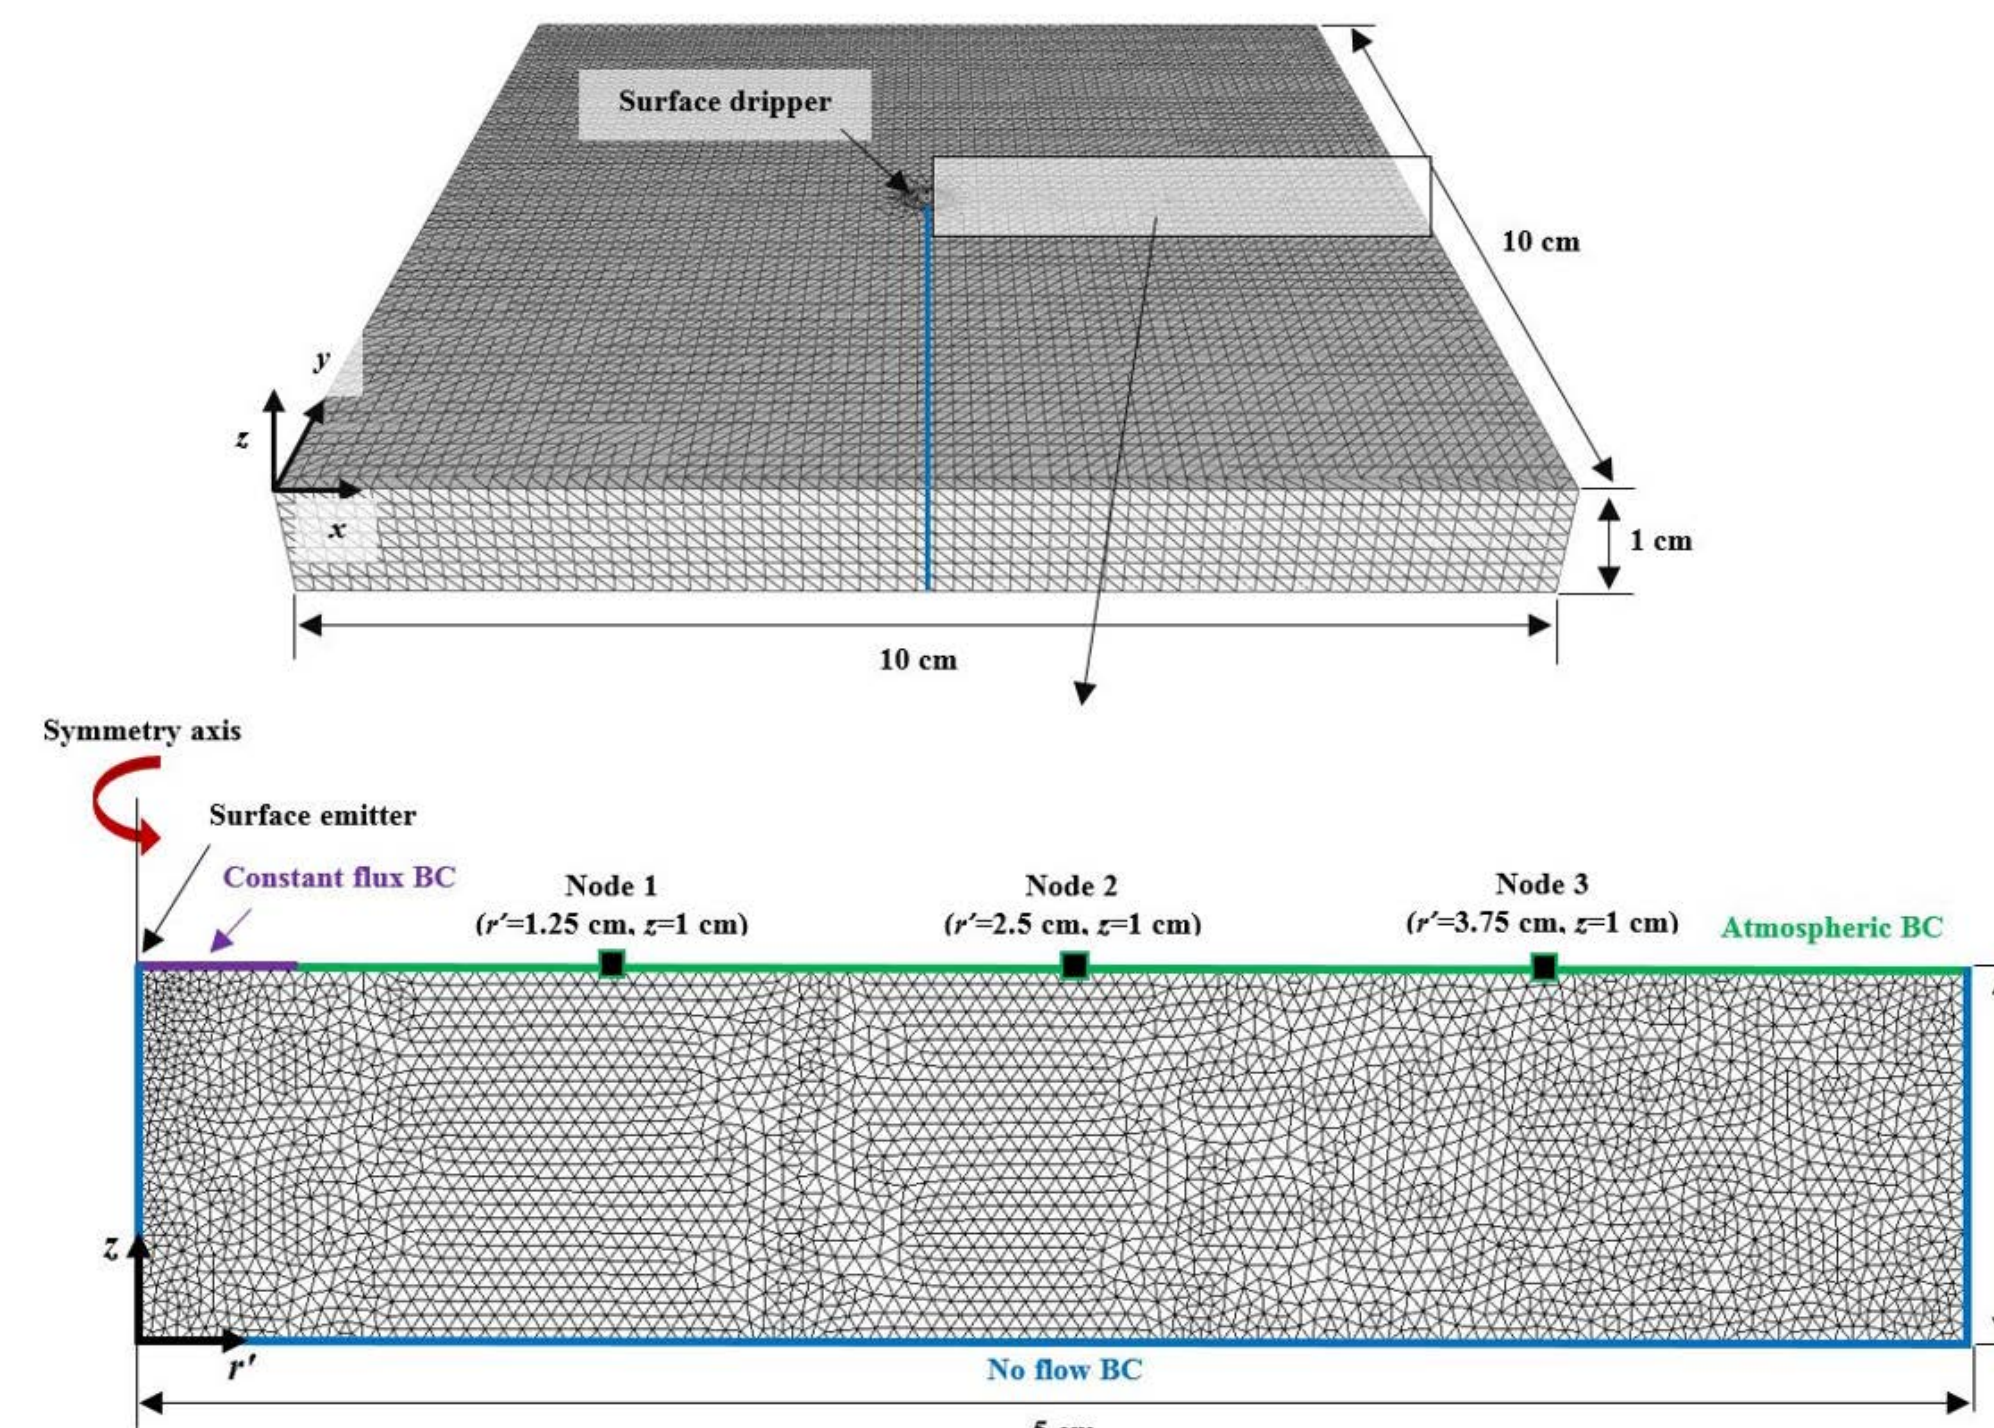 Surface dripper
10 cm
y
z
x
1 cm
10 cm
Symmetry axis
Surface emitter
Constant flux BC
Node 1
(r′=1.25 cm, z=1 cm)
Node 2
(r′=2.5 cm, z=1 cm)
Node 3
(r′=3.75 cm, z=1 cm)
Atmospheric BC
z
r′
No flow BC
5 cm